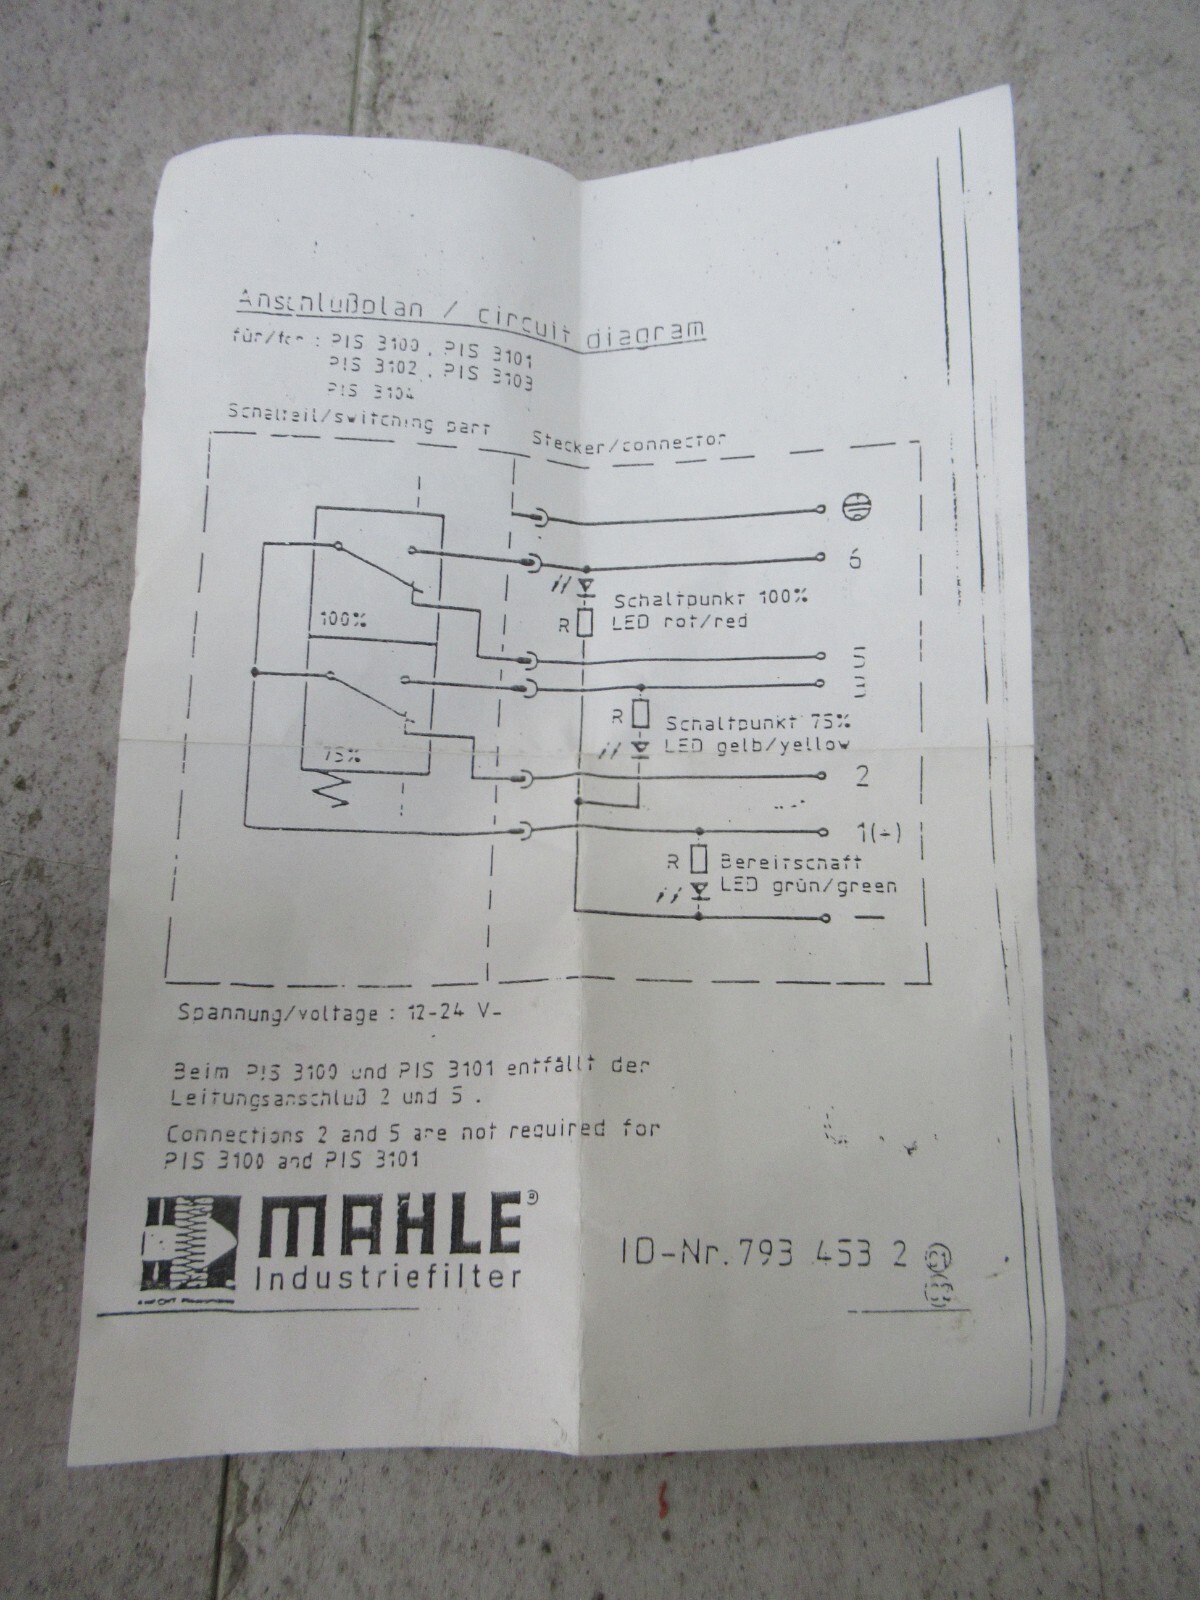 Anschlußplan / circuit diagram
für/for : PIS 3100 , PIS 3101
PIS 3102 , PIS 3103
PIS 3104
Schalteil/switching part
Stecker/connector
6
Schaltpunkt 100%
R LED rot/red
100%
5
3
R Schaltpunkt 75%
LED gelb/yellow
75%
2
1(+)
R Bereitschaft
LED grün/green
—
Spannung/voltage : 12-24 V-
Beim PIS 3100 und PIS 3101 entfällt der
Leitungsanschluß 2 und 5 .
Connections 2 and 5 are not required for
PIS 3100 and PIS 3101
MAHLE®
Industriefilter
ID-Nr. 793 453 2